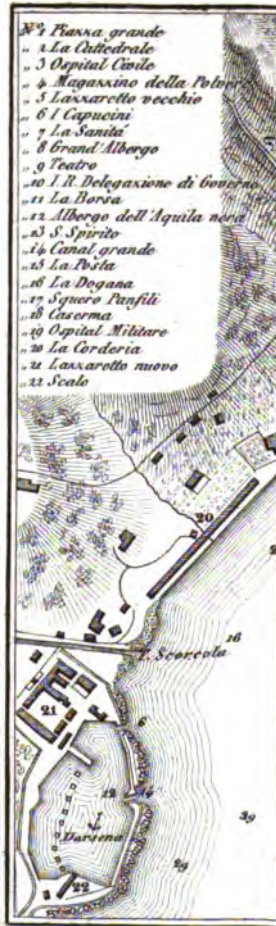 N.º 1 Piazza grande
„ 2 La Cattedrale
„ 3 Ospital Civile
„ 4 Magazzino della Polvere
„ 5 Lazzaretto vecchio
„ 6 I Capucini
„ 7 La Sanità
„ 8 Grand'Albergo
„ 9 Teatro
„ 10 I. R. Delegazione di Governo
„ 11 La Borsa
„ 12 Albergo dell'Aquila nera
„ 13 S. Spirito
„ 14 Canal grande
„ 15 La Posta
„ 16 La Dogana
„ 17 Squero Panfili
„ 18 Caserma
„ 19 Ospital Militare
„ 20 La Corderia
„ 21 Lazzaretto nuovo
„ 22 Scalo
20
16
T. Scorcola
21
6
12
14
Darsena
39
29
22